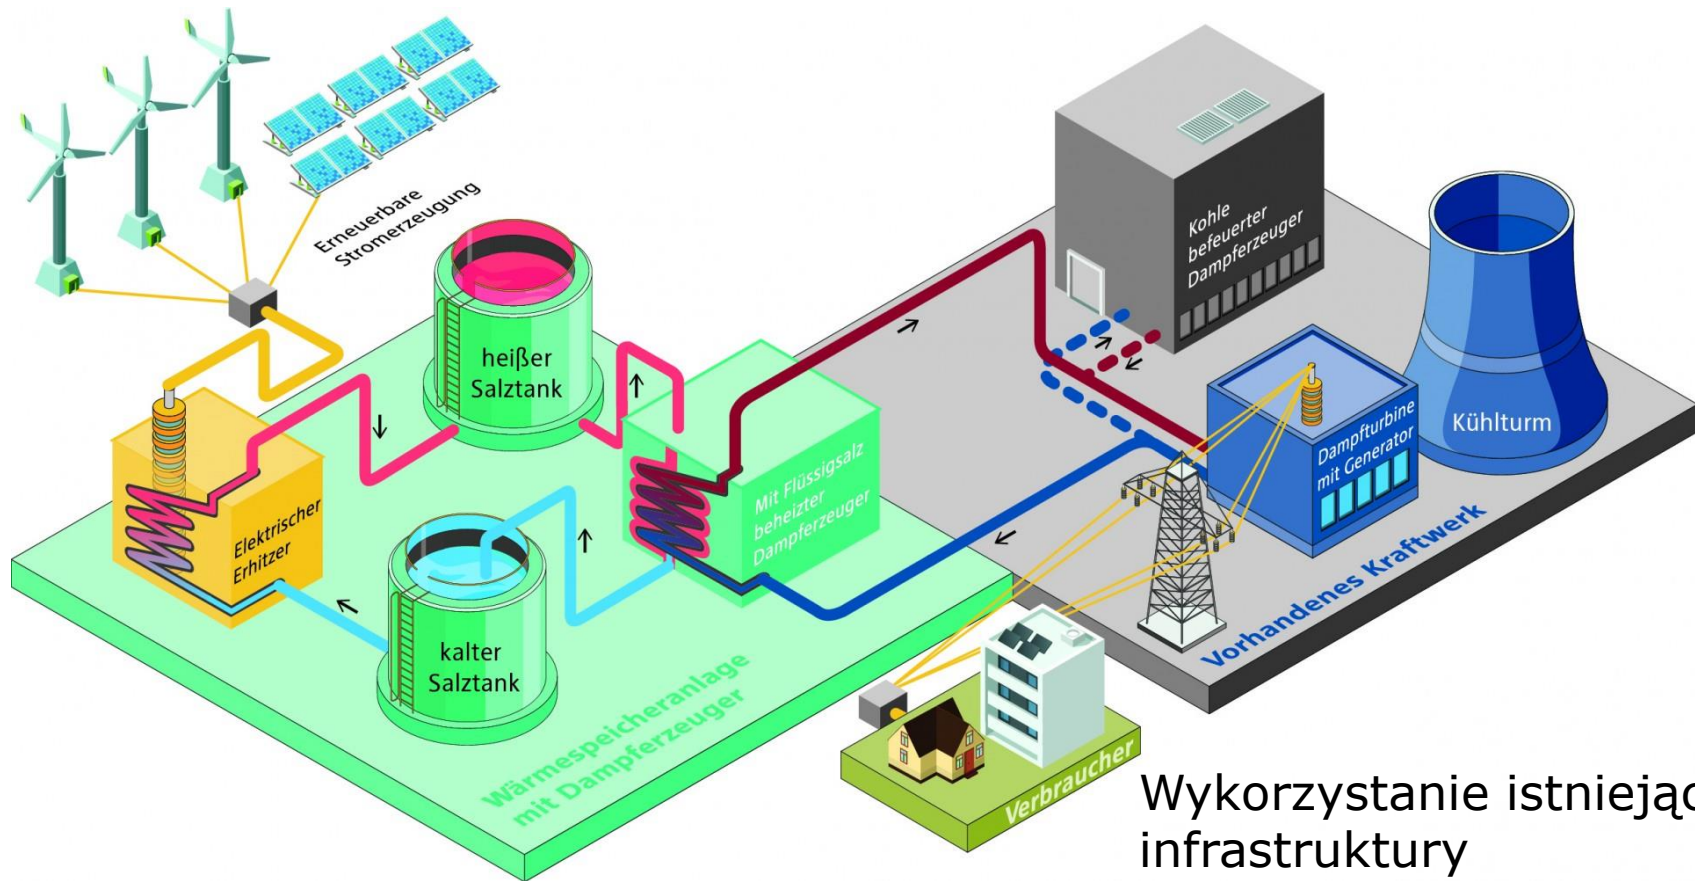 Erneuerbare
Stromerzeugung
heißer
Salztank
Elektrischer
Erhitzer
kalter
Salztank
Mit Flüssigsalz
beheizter
Dampferzeuger
Wärmespeicheranlage
mit Dampferzeuger
Kohle
befeuerter
Dampferzeuger
Kühlturm
Dampfturbine
mit Generator
Vorhandenes Kraftwerk
Verbraucher
Wykorzystanie
infrastruktury